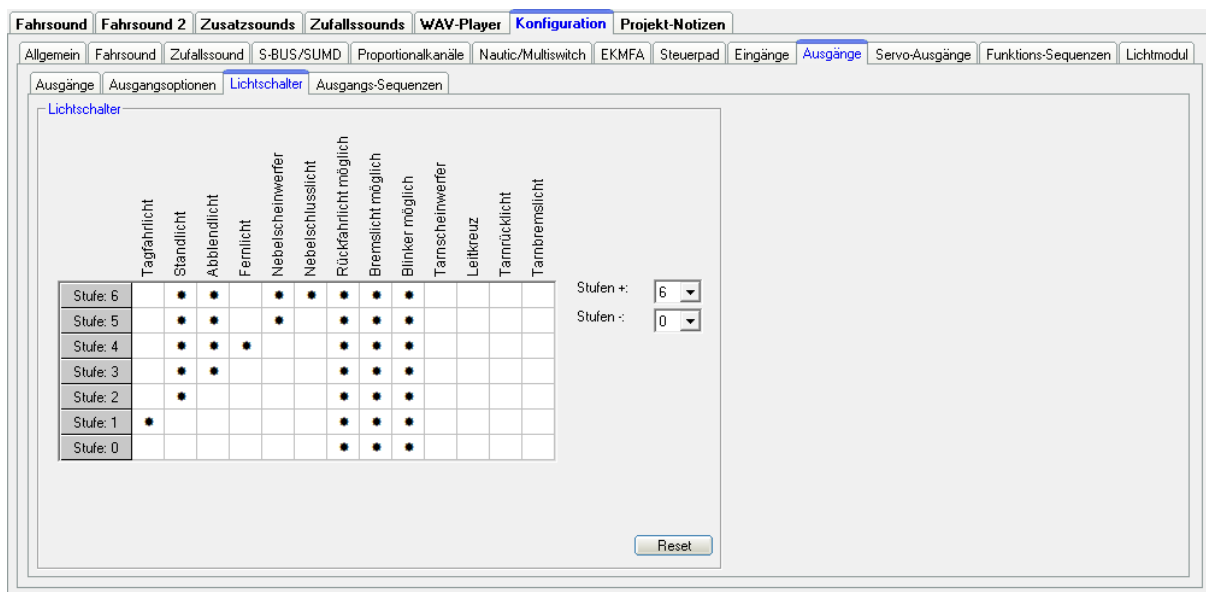 Fahrsound Fahrsound 2 Zusatzsounds Zufallssounds WAV-Player Konfiguration Projekt-Notizen
Allgemein Fahrsound Zufallssound S-BUS/SUMD Proportionalkanäle Nautic/Multiswitch EKMFA Steuerpad Eingänge Ausgänge Servo-Ausgänge Funktions-Sequenzen Lichtmodul
Ausgänge Ausgangsoptionen Lichtschalter Ausgangs-Sequenzen
Lichtschalter
Tagfahrlicht
Standlicht
Abblendlicht
Fernlicht
Nebelscheinwerfer
Nebelschlusslicht
Rückfahrlicht möglich
Bremslicht möglich
Blinker möglich
Tarnscheinwerfer
Leitkreuz
Tarnrücklicht
Tarnbremslicht
Stufe: 6
Stufe: 5
Stufe: 4
Stufe: 3
Stufe: 2
Stufe: 1
Stufe: 0
Stufen +: 6
Stufen -: 0
Reset